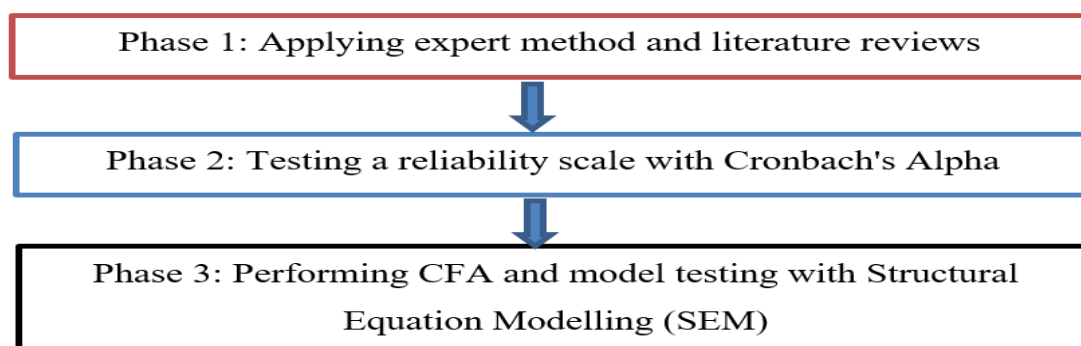 Phase 1: Applying expert method and literature reviews
Phase 2: Testing a reliability scale with Cronbach's Alpha
Phase 3: Performing CFA and model testing with Structural
Equation Modelling (SEM)